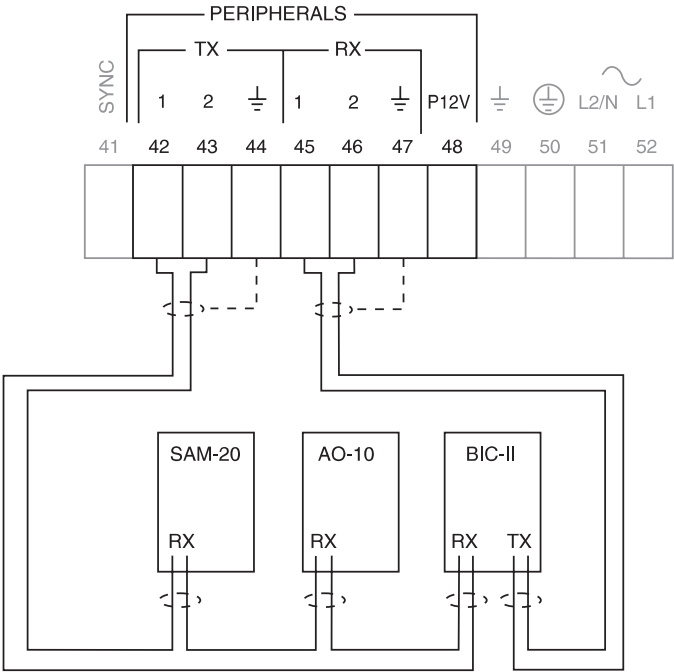 PERIPHERALS
TX RX
SYNC 1 2 1 2 P12V L2/N L1
41 42 43 44 45 46 47 48 49 50 51 52
SAM-20 AO-10 BIC-II
RX RX RX TX